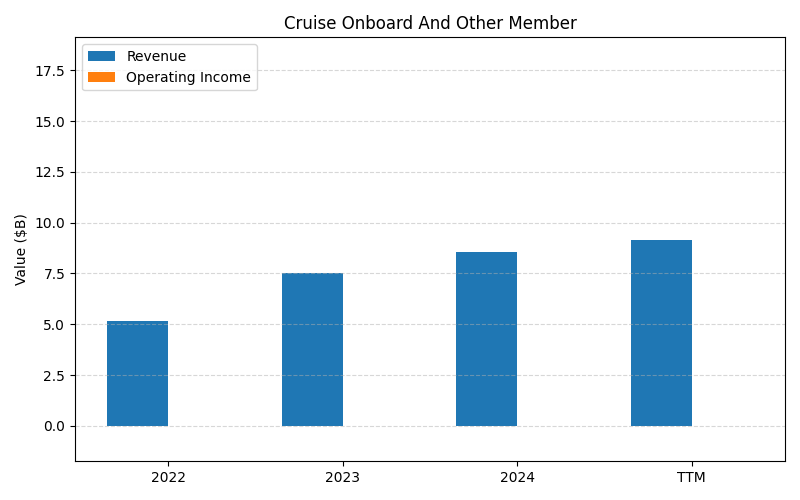 Cruise Onboard And Other Member
Revenue
Operating Income
Value ($B)
17.5
15.0
12.5
10.0
7.5
5.0
2.5
0.0
2022
2023
2024
TTM